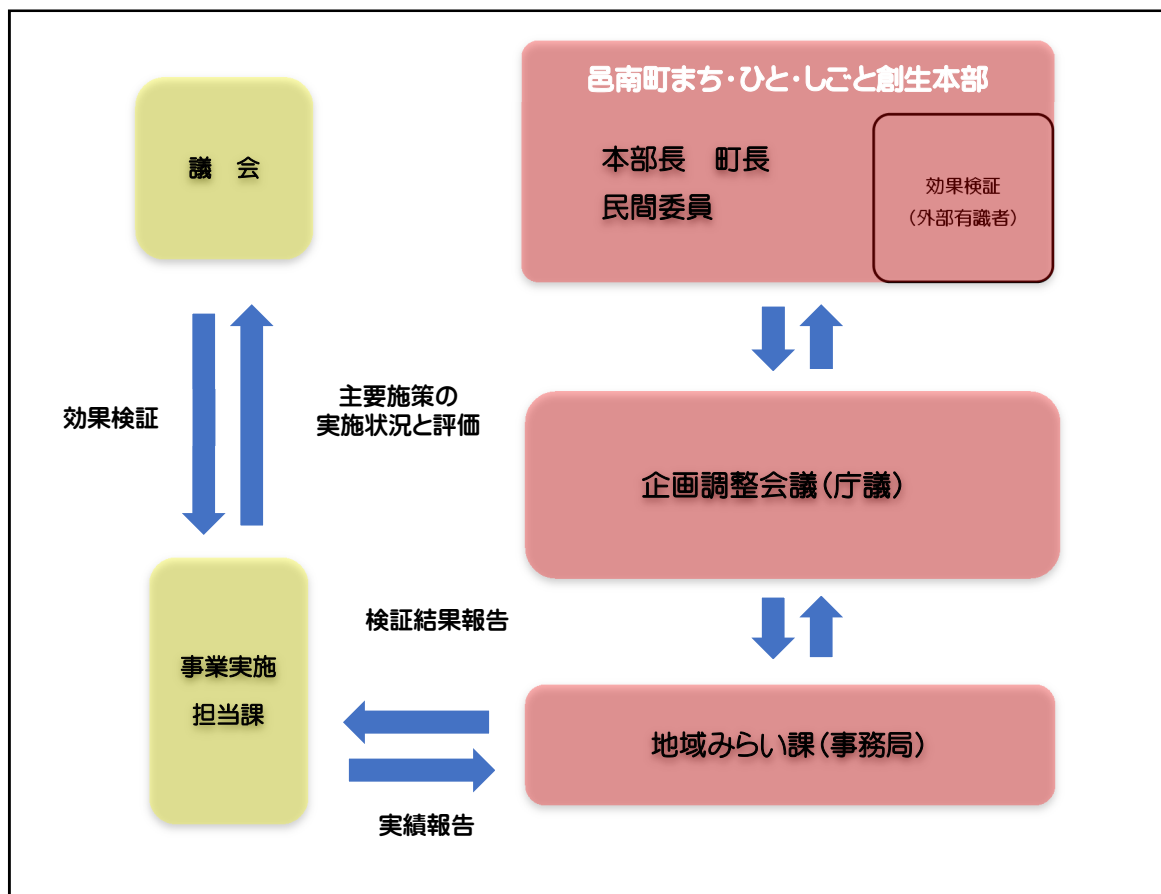 邑南町まち・ひと・しごと創生本部
本部長　町長
民間委員
効果検証
（外部有識者）
議　会
効果検証
主要施策の
実施状況と評価
企画調整会議（庁議）
検証結果報告
事業実施
担当課
地域みらい課（事務局）
実績報告